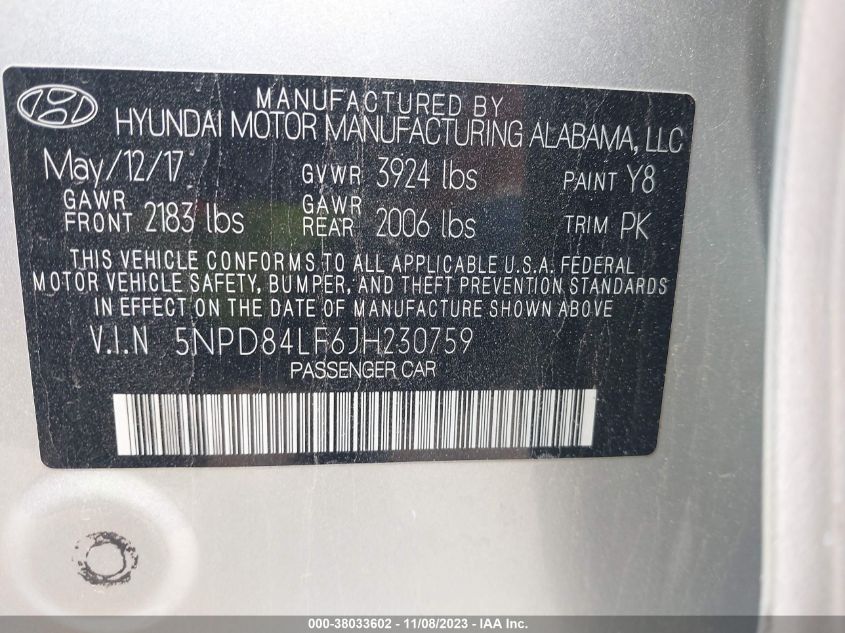 MANUFACTURED BY
HYUNDAI MOTOR MANUFACTURING ALABAMA, LLC
May/12/17 GVWR 3924 lbs PAINT Y8
GAWR FRONT 2183 lbs GAWR REAR 2006 lbs TRIM PK
THIS VEHICLE CONFORMS TO ALL APPLICABLE U.S.A. FEDERAL
MOTOR VEHICLE SAFETY, BUMPER, AND THEFT PREVENTION STANDARDS
IN EFFECT ON THE DATE OF MANUFACTURE SHOWN ABOVE
V.I.N 5NPD84LF6JH230759
PASSENGER CAR
000-38033602 - 11/08/2023 - IAA Inc.